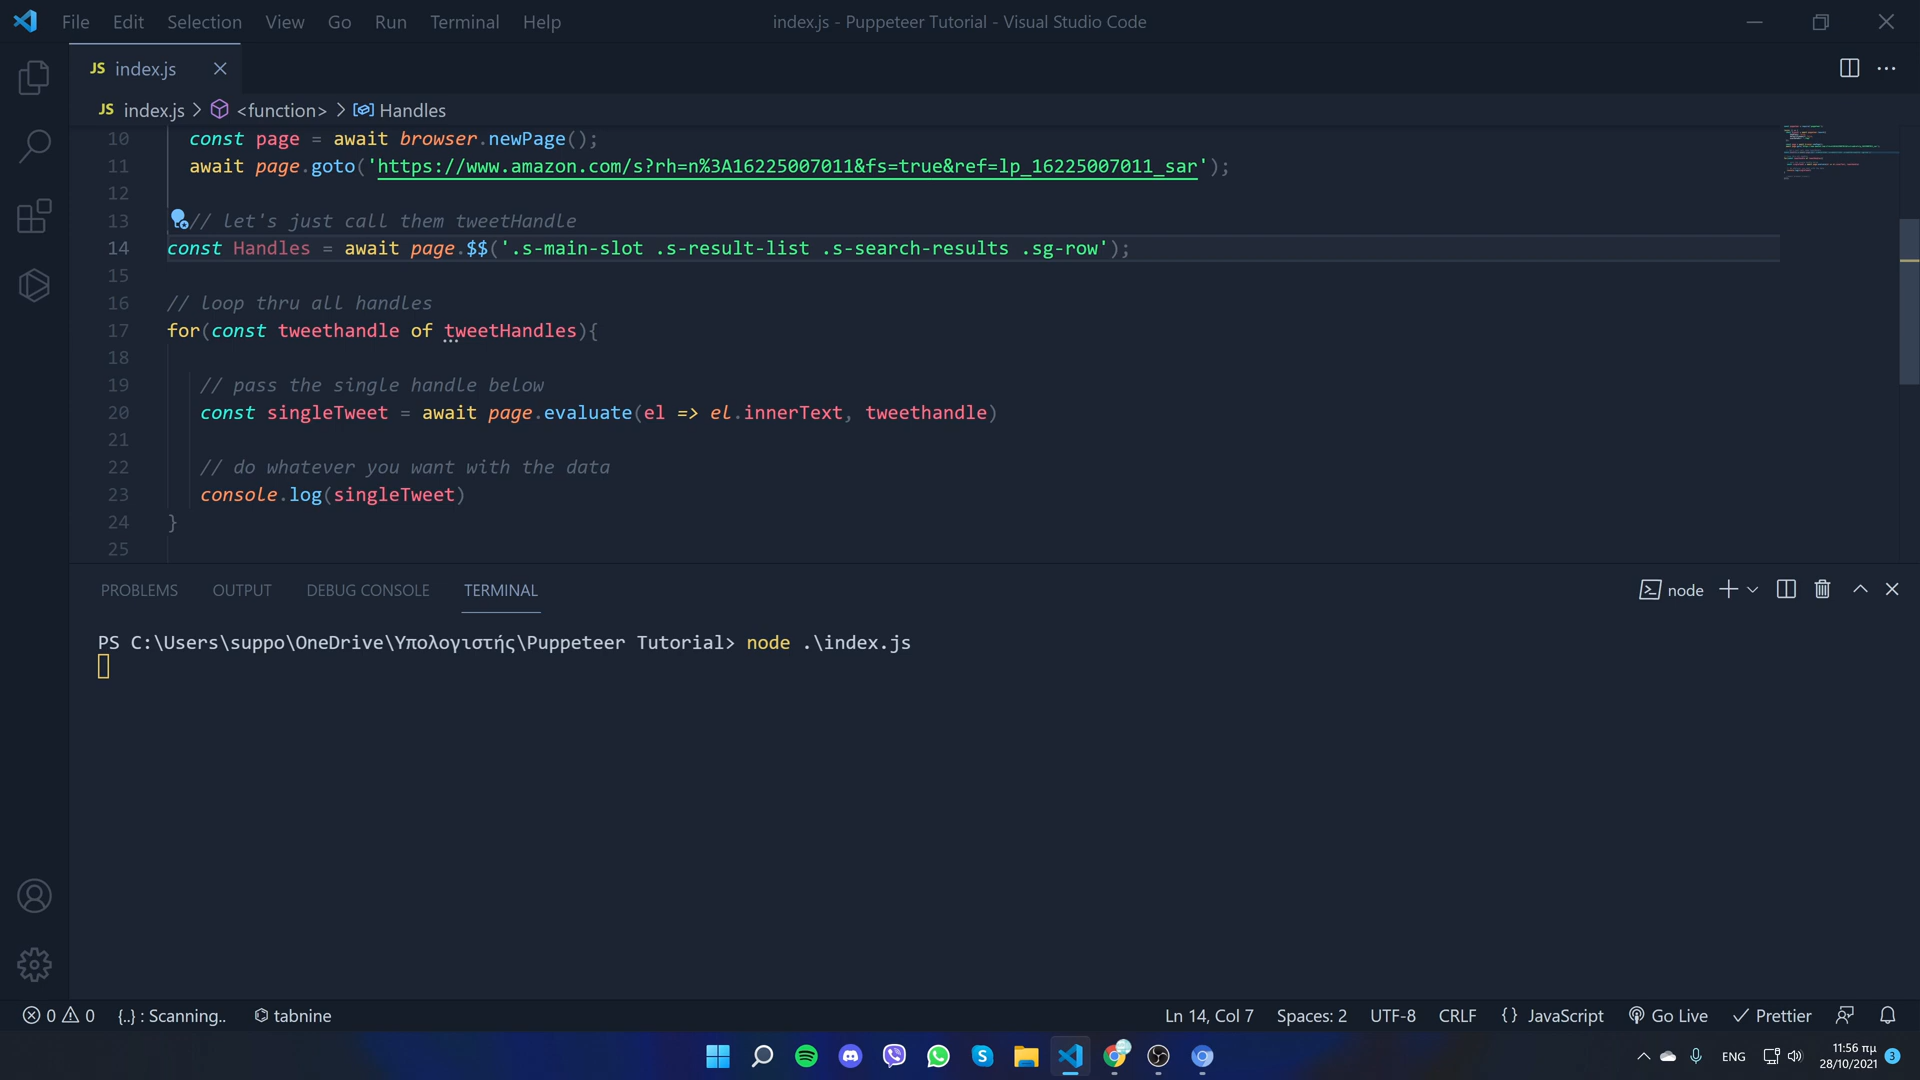 File Edit Selection View Go Run Terminal Help
index.js - Puppeteer Tutorial - Visual Studio Code
JS index.js
JS index.js > <function> > Handles
10 const page = await browser.newPage();
11 await page.goto('https://www.amazon.com/s?rh=n%3A16225007011&fs=true&ref=lp_16225007011_sar');
12
13 // let's just call them tweetHandle
14 const Handles = await page.$$('.s-main-slot .s-result-list .s-search-results .sg-row');
15
16 // loop thru all handles
17 for(const tweethandle of tweetHandles){
18
19 // pass the single handle below
20 const singleTweet = await page.evaluate(el => el.innerText, tweethandle)
21
22 // do whatever you want with the data
23 console.log(singleTweet)
24 }
25
PROBLEMS OUTPUT DEBUG CONSOLE TERMINAL
node
PS C:\Users\suppo\OneDrive\Υπολογιστής\Puppeteer Tutorial> node .\index.js
0 0 {..} : Scanning.. tabnine
Ln 14, Col 7 Spaces: 2 UTF-8 CRLF {} JavaScript Go Live Prettier
ENG
11:56 πμ
28/10/2021
3